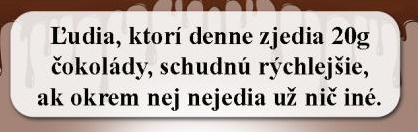 Ľudia, ktorí denne zjedia 20g
čokolády, schudnú rýchlejšie,
ak okrem nej nejedia už nič iné.